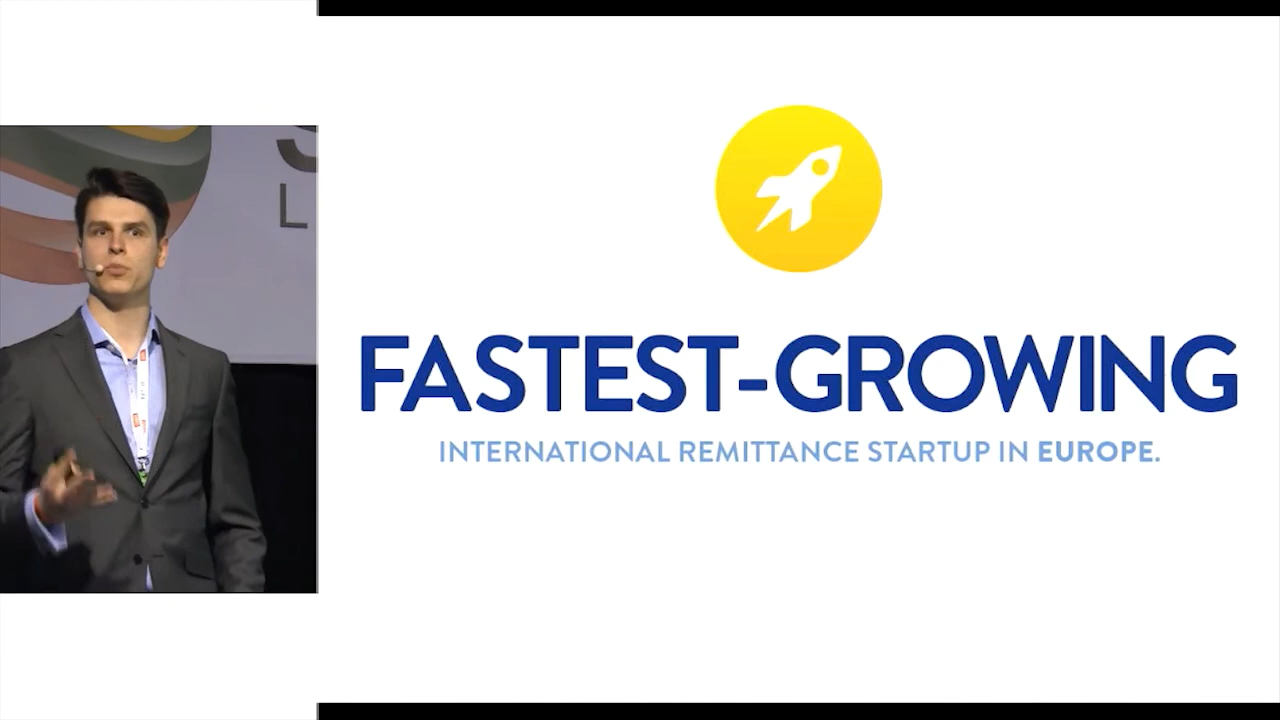 FASTEST-GROWING
INTERNATIONAL REMITTANCE STARTUP IN EUROPE.